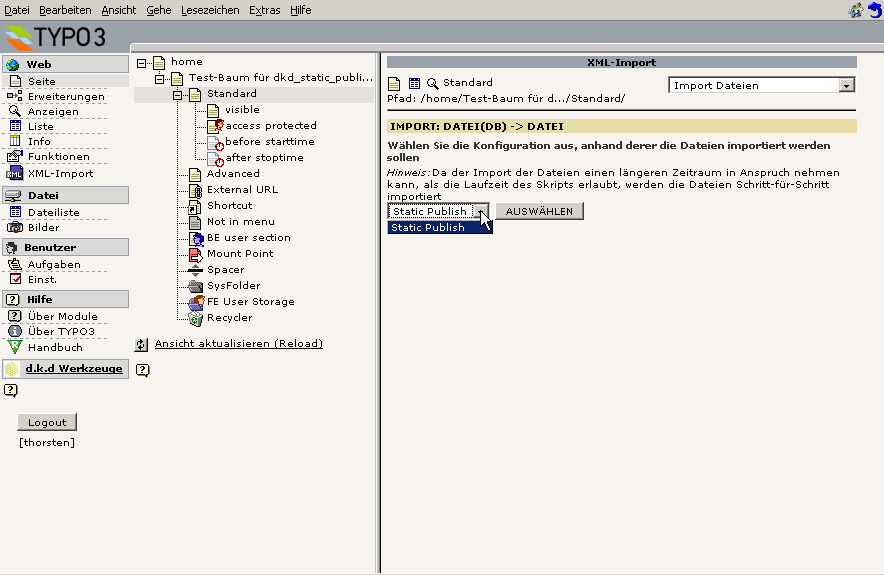 Datei Bearbeiten Ansicht Gehe Lesezeichen Extras Hilfe
TYPO3
Web
Seite
Erweiterungen
Anzeigen
Liste
Info
Funktionen
XML-Import
Datei
Dateiliste
Bilder
Benutzer
Aufgaben
Einst.
Hilfe
Über Module
Über TYPO3
Handbuch
d.k.d Werkzeuge
Logout
[thorsten]
home
Test-Baum für dkd_static_publi...
Standard
visible
access protected
before starttime
after stoptime
Advanced
External URL
Shortcut
Not in menu
BE user section
Mount Point
Spacer
SysFolder
FE User Storage
Recycler
Ansicht aktualisieren (Reload)
XML-Import
Standard
Import Dateien
Pfad: /home/Test-Baum für d.../Standard/
IMPORT: DATEI(DB) -> DATEI
Wählen Sie die Konfiguration aus, anhand derer die Dateien importiert werden
sollen
Hinweis: Da der Import der Dateien einen längeren Zeitraum in Anspruch nehmen
kann, als die Laufzeit des Skripts erlaubt, werden die Dateien Schritt-für-Schritt
importiert
Static Publish AUSWÄHLEN
Static Publish